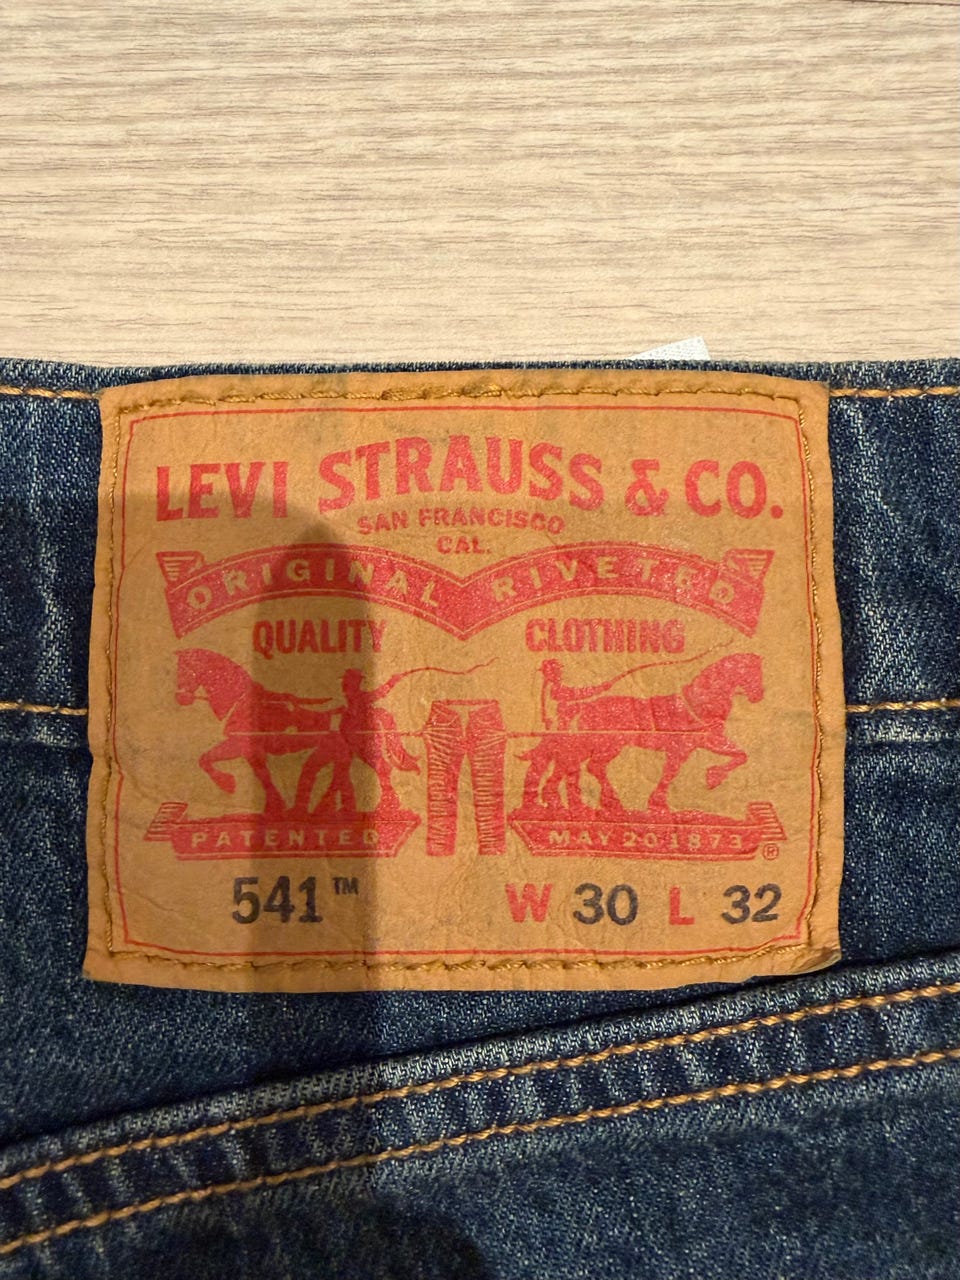 LEVI STRAUSS & CO.
SAN FRANCISCO
CAL.
ORIGINAL RIVETED
QUALITY CLOTHING
PATENTED MAY 20 1873 ®
541™ W 30 L 32